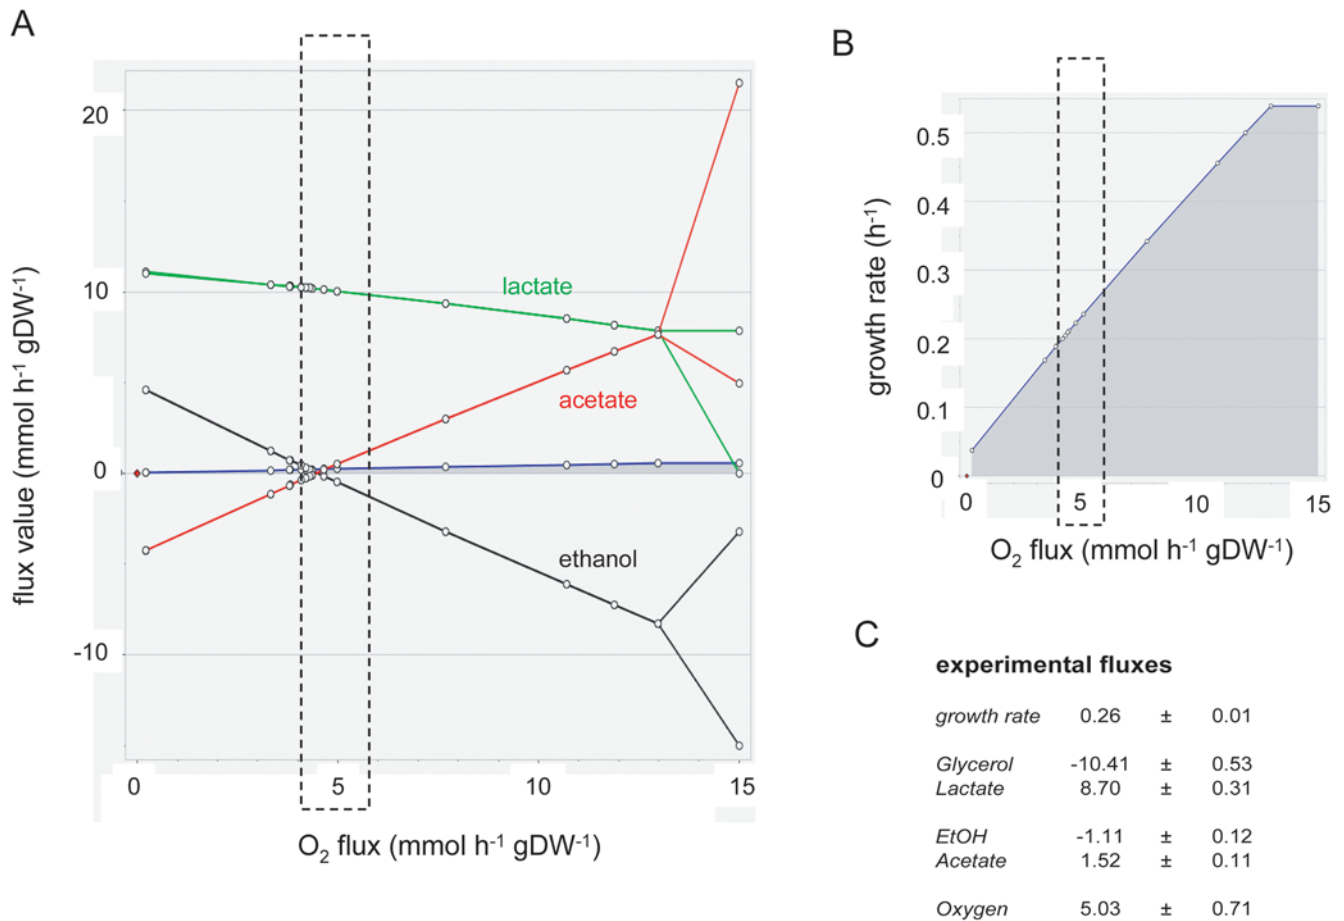 A
20
10
0
-10
flux value (mmol h-1 gDW-1)
lactate
acetate
ethanol
0 5 10 15
O2 flux (mmol h-1 gDW-1)
B
0.5
0.4
0.3
0.2
0.1
0
growth rate (h-1)
0 5 10 15
O2 flux (mmol h-1 gDW-1)
C
experimental fluxes
growth rate 0.26 ± 0.01
Glycerol -10.41 ± 0.53
Lactate 8.70 ± 0.31
EtOH -1.11 ± 0.12
Acetate 1.52 ± 0.11
Oxygen 5.03 ± 0.71